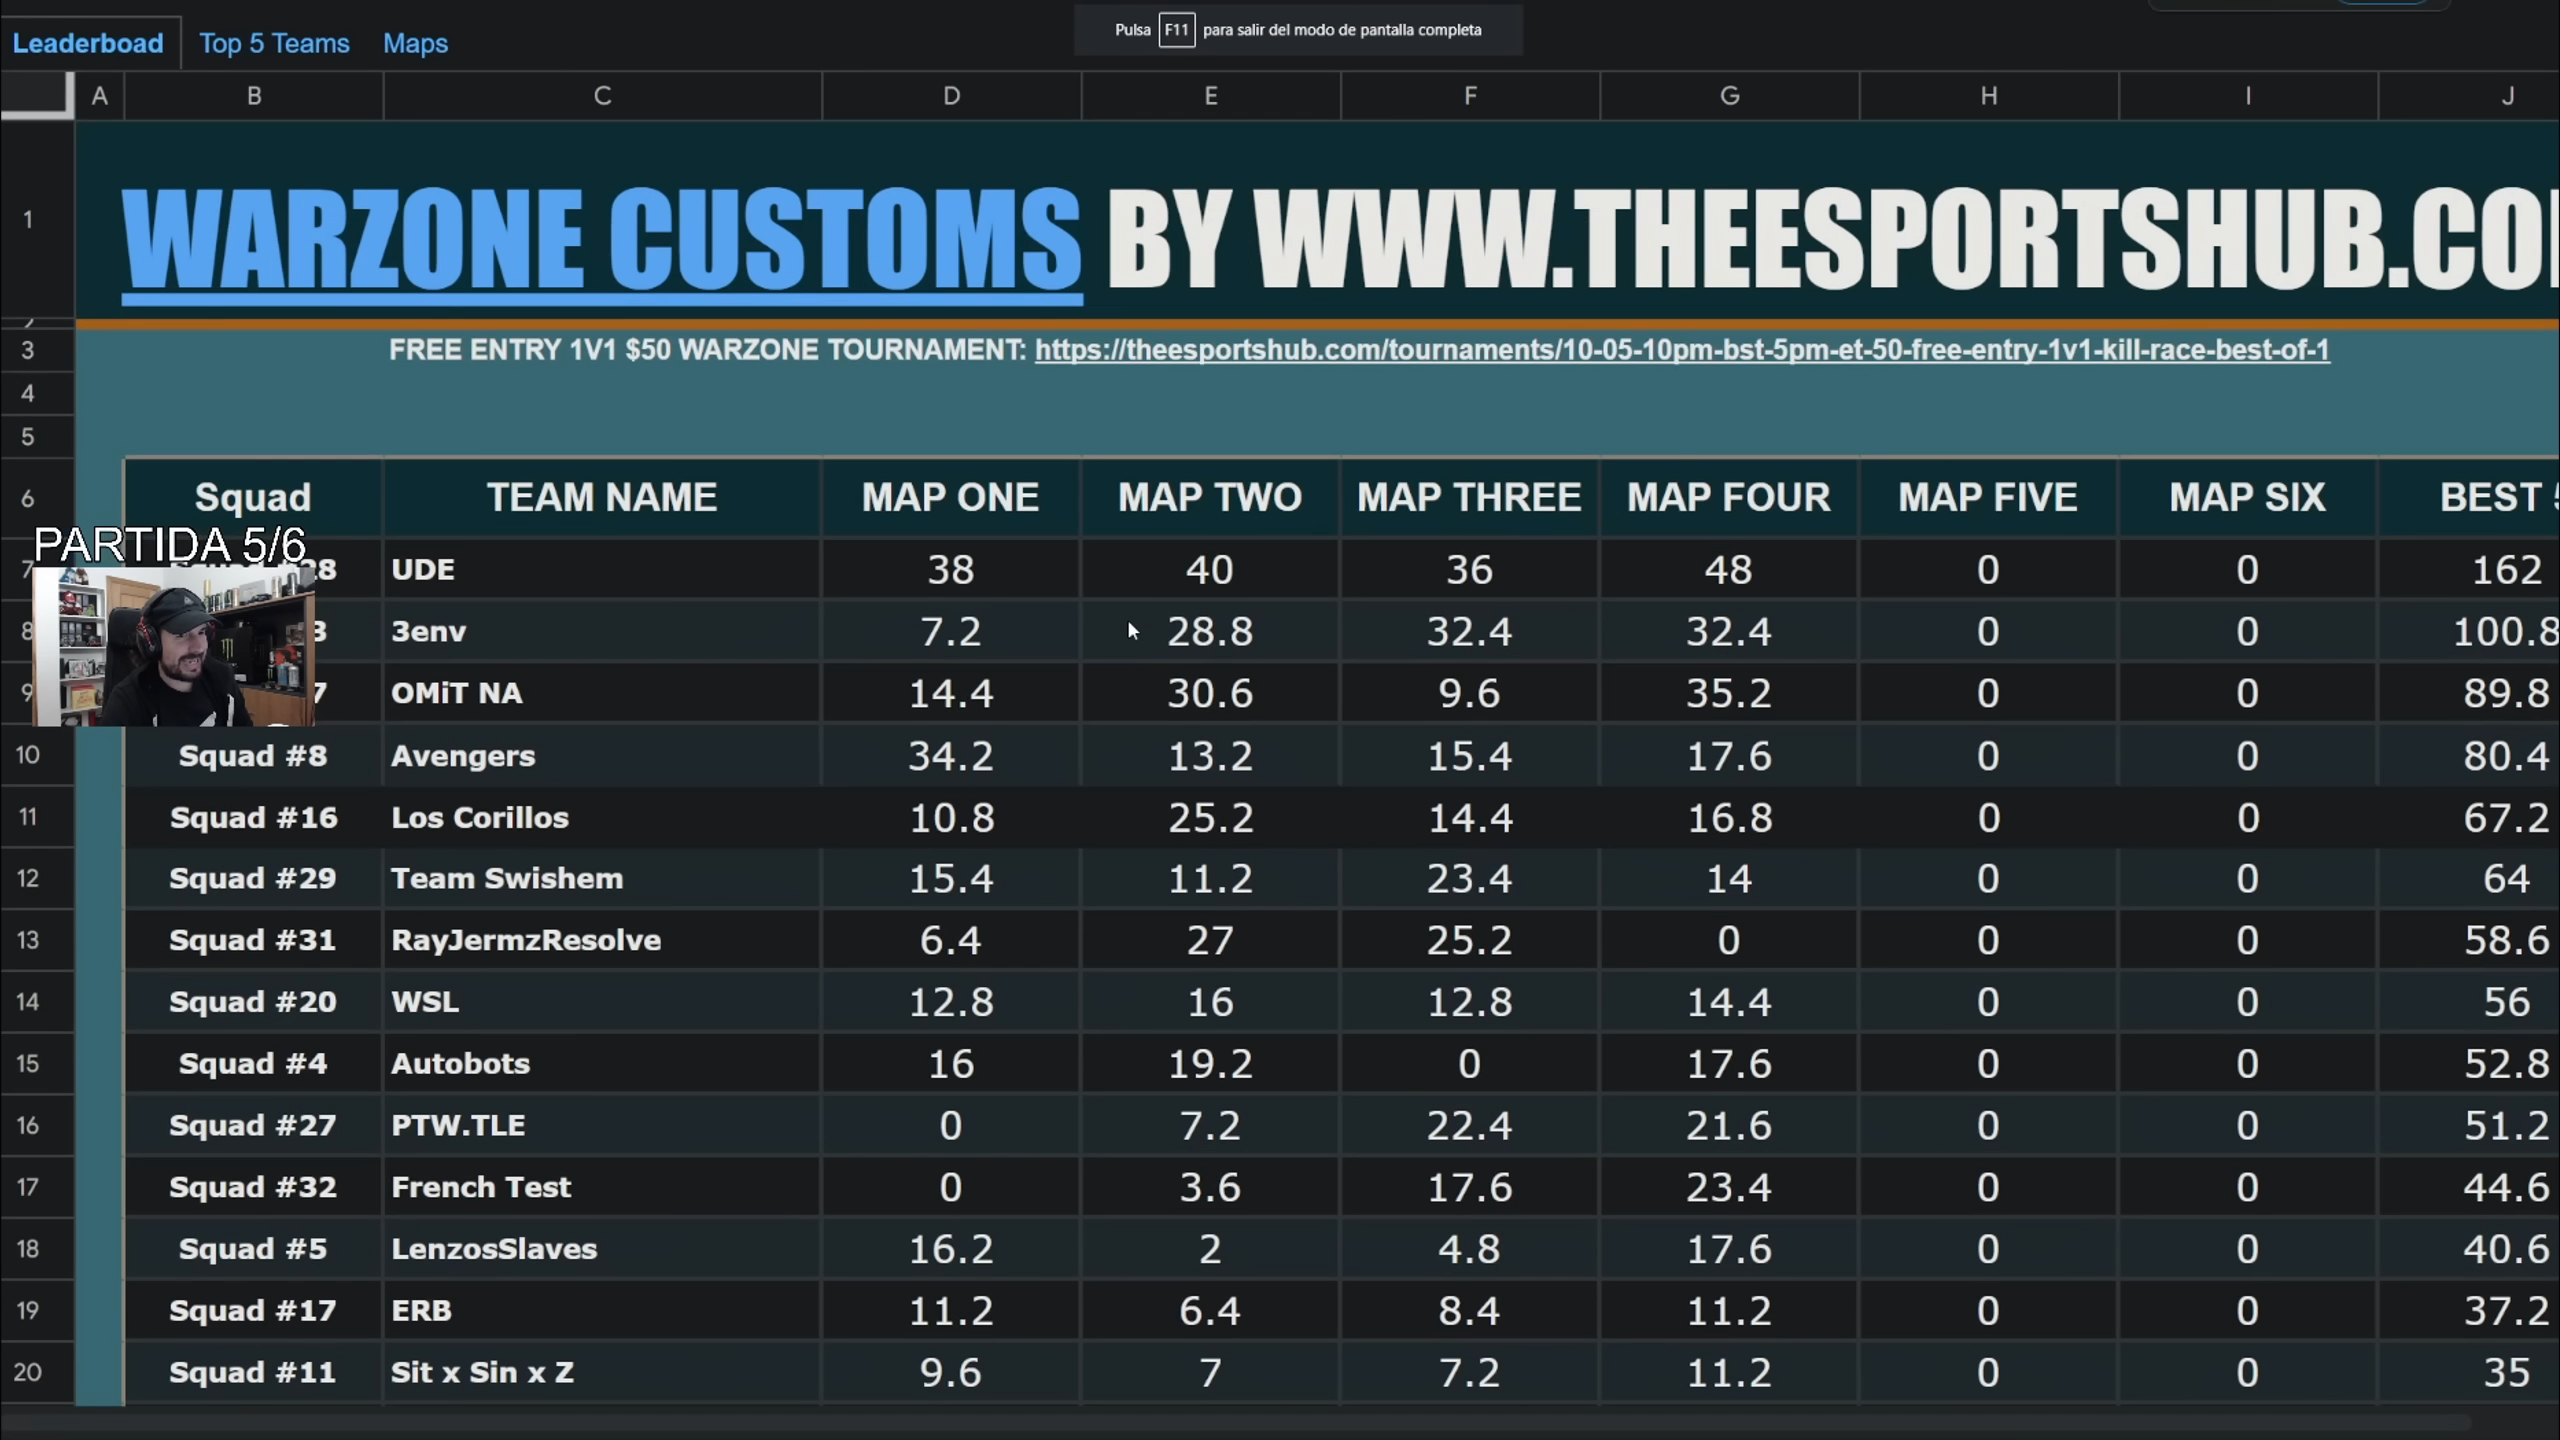 Pulsa F11 para salir del modo de pantalla completa
Leaderboad Top 5 Teams Maps
A B C D E F G H I J
1 WARZONE CUSTOMS BY WWW.THEESPORTSHUB.CO
3 FREE ENTRY 1V1 $50 WARZONE TOURNAMENT: https://theesportshub.com/tournaments/10-05-10pm-bst-5pm-et-50-free-entry-1v1-kill-race-best-of-1
4
5
6 Squad TEAM NAME MAP ONE MAP TWO MAP THREE MAP FOUR MAP FIVE MAP SIX BEST
PARTIDA 5/6
7 28 UDE 38 40 36 48 0 0 162
8 3 3env 7.2 28.8 32.4 32.4 0 0 100.8
9 7 OMiT NA 14.4 30.6 9.6 35.2 0 0 89.8
10 Squad #8 Avengers 34.2 13.2 15.4 17.6 0 0 80.4
11 Squad #16 Los Corillos 10.8 25.2 14.4 16.8 0 0 67.2
12 Squad #29 Team Swishem 15.4 11.2 23.4 14 0 0 64
13 Squad #31 RayJermzResolve 6.4 27 25.2 0 0 0 58.6
14 Squad #20 WSL 12.8 16 12.8 14.4 0 0 56
15 Squad #4 Autobots 16 19.2 0 17.6 0 0 52.8
16 Squad #27 PTW.TLE 0 7.2 22.4 21.6 0 0 51.2
17 Squad #32 French Test 0 3.6 17.6 23.4 0 0 44.6
18 Squad #5 LenzosSlaves 16.2 2 4.8 17.6 0 0 40.6
19 Squad #17 ERB 11.2 6.4 8.4 11.2 0 0 37.2
20 Squad #11 Sit x Sin x Z 9.6 7 7.2 11.2 0 0 35